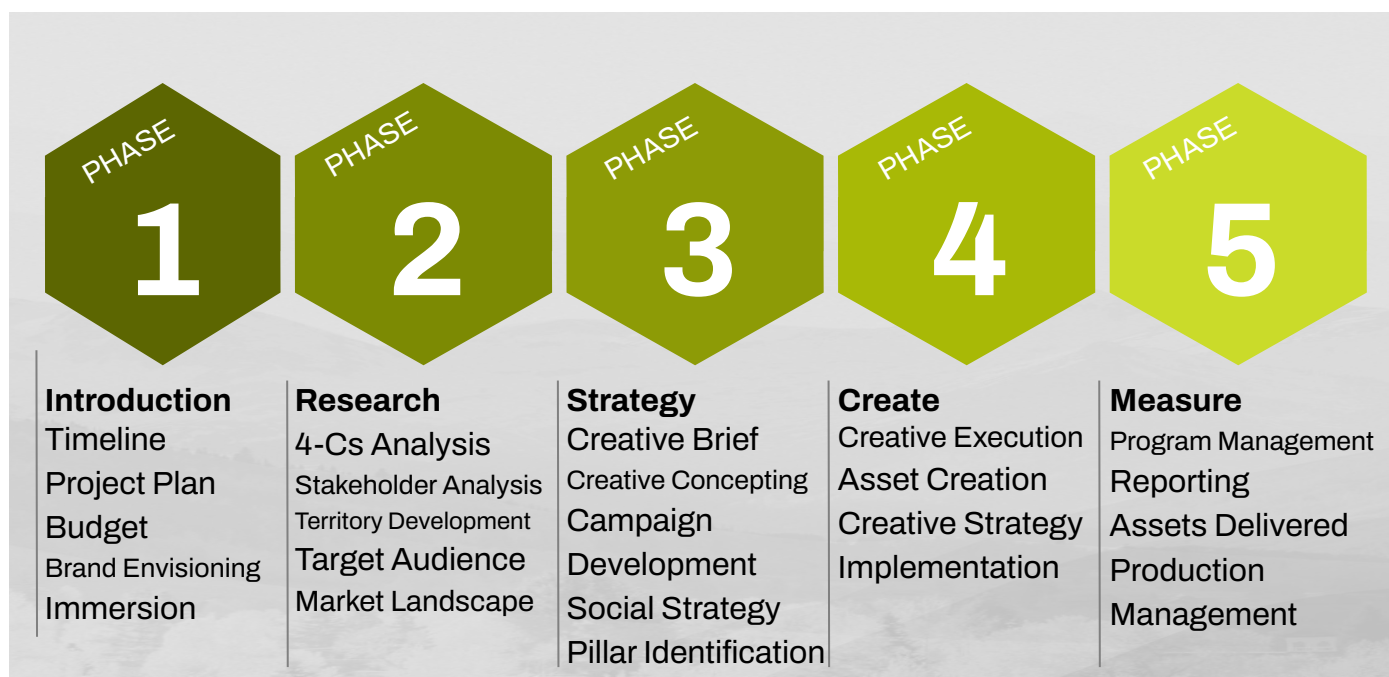 PHASE
1
Introduction
Timeline
Project Plan
Budget
Brand Envisioning
Immersion
PHASE
2
Research
4-Cs Analysis
Stakeholder Analysis
Territory Development
Target Audience
Market Landscape
PHASE
3
Strategy
Creative Brief
Creative Concepting
Campaign
Development
Social Strategy
Pillar Identification
PHASE
4
Create
Creative Execution
Asset Creation
Creative Strategy
Implementation
PHASE
5
Measure
Program Management
Reporting
Assets Delivered
Production
Management